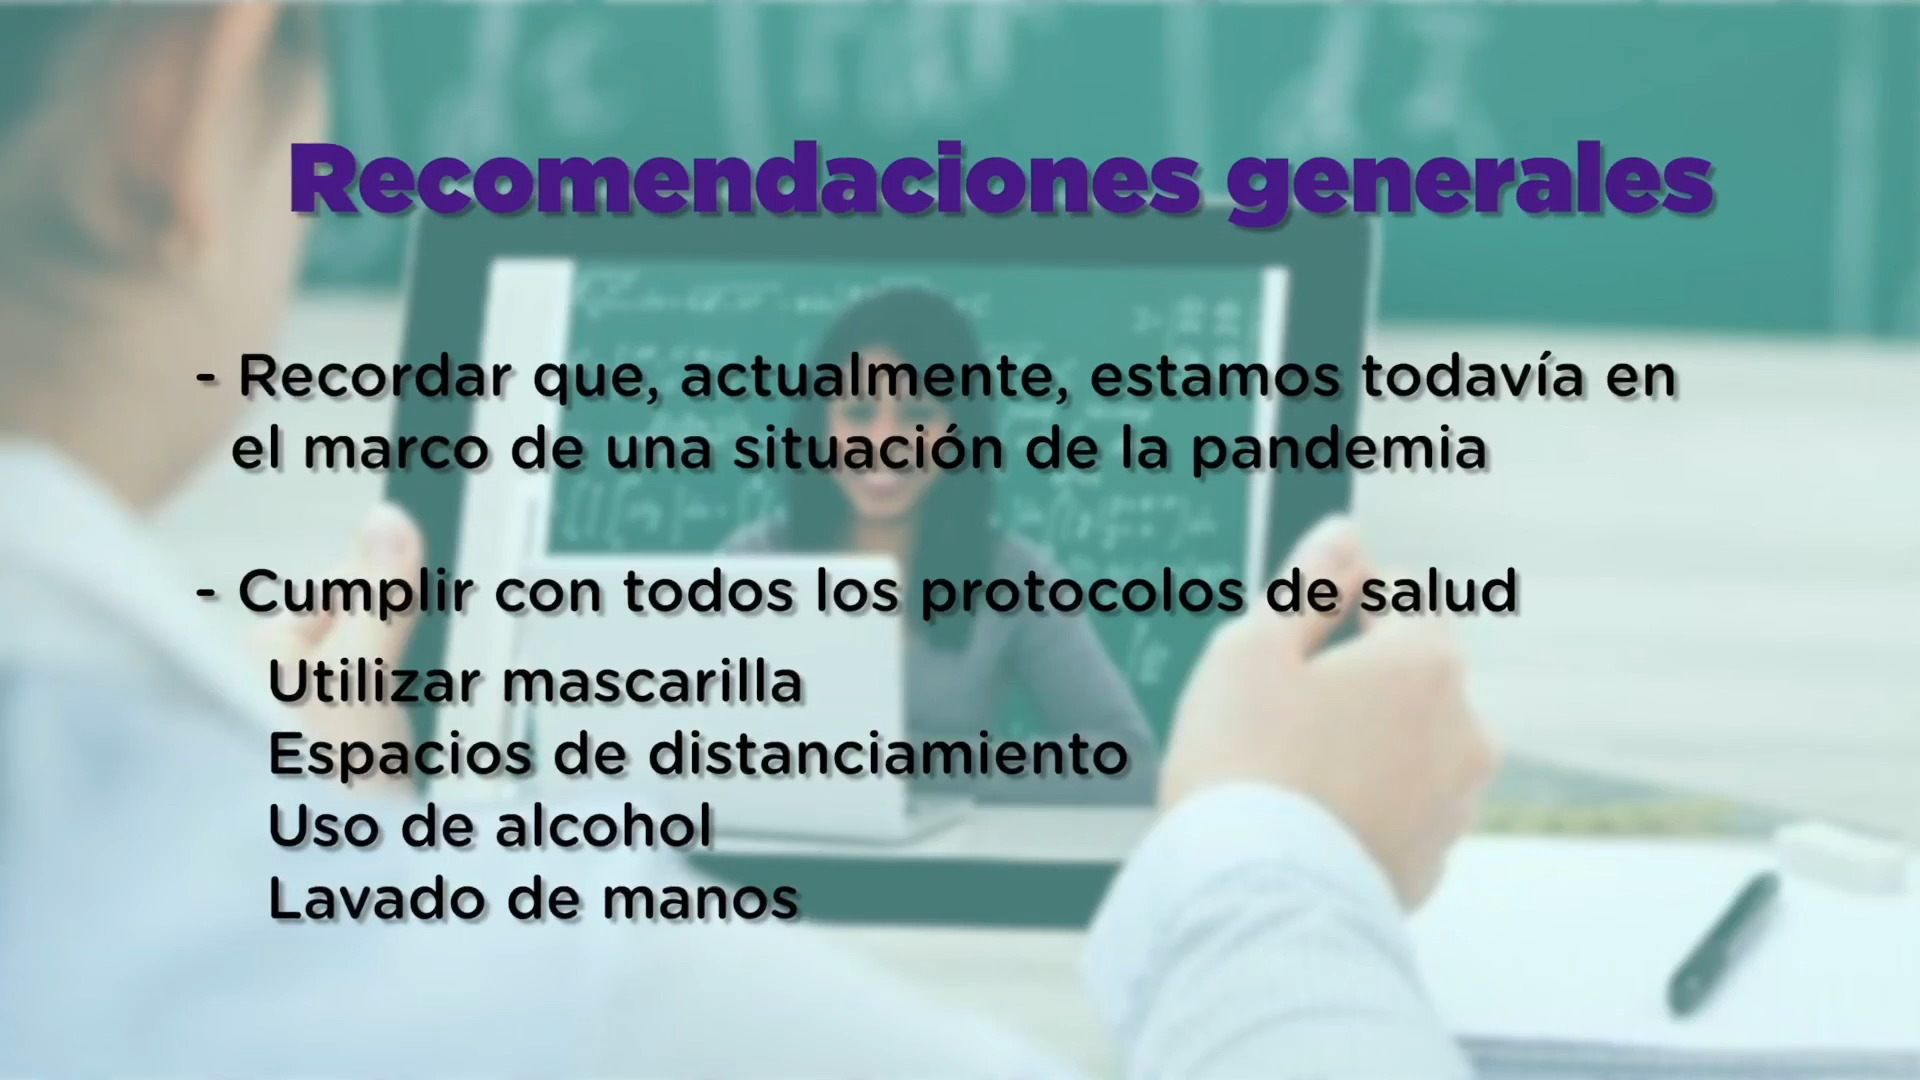 Recomendaciones generales
- Recordar que, actualmente, estamos todavía en
el marco de una situación de la pandemia
- Cumplir con todos los protocolos de salud
Utilizar mascarilla
Espacios de distanciamiento
Uso de alcohol
Lavado de manos